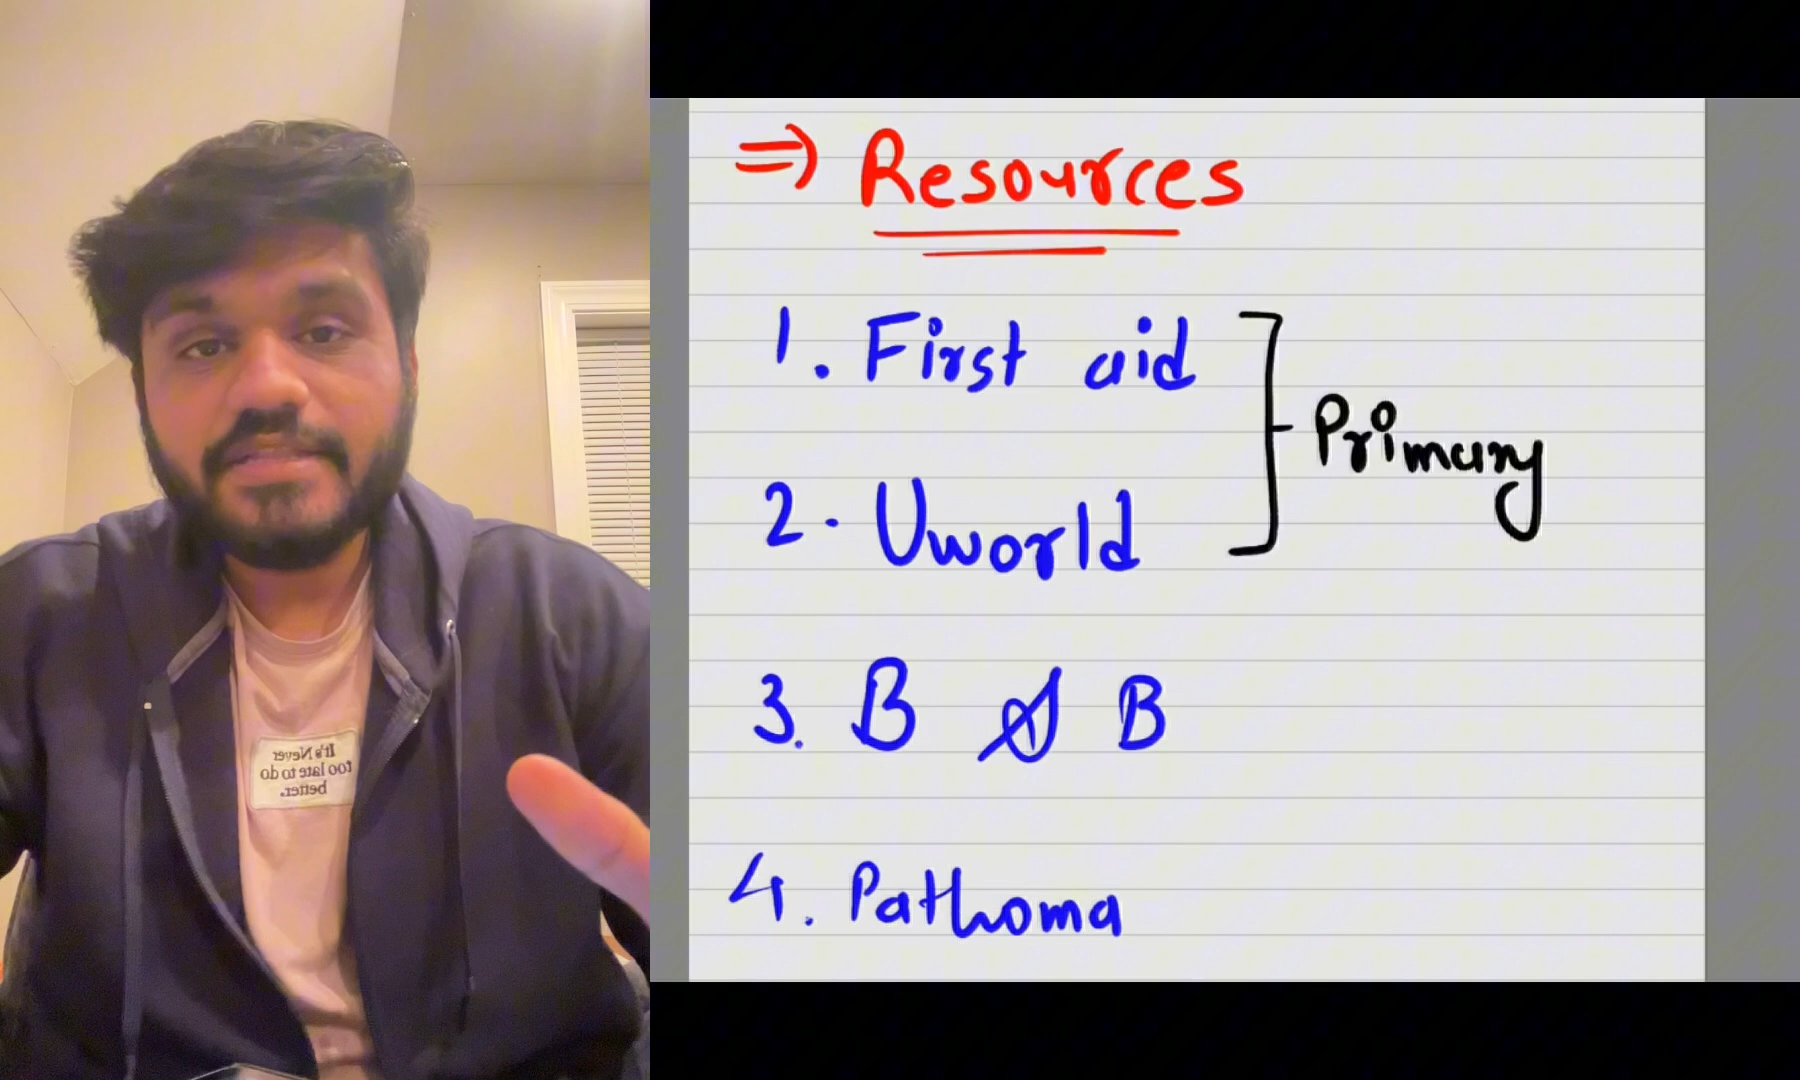 It's Never
too late to do
better.
=> Resources
1. First aid
2. Uworld
Primary
3. B & B
4. Pathoma